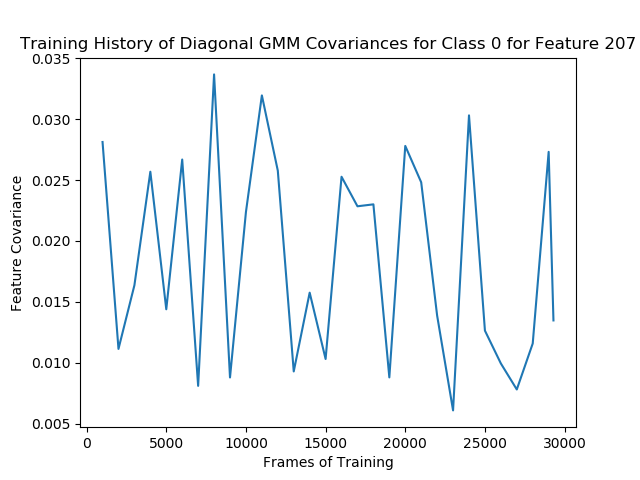 Training History of Diagonal GMM Covariances for Class 0 for Feature 207
0.035
0.030
0.025
0.020
0.015
0.010
0.005
Feature Covariance
0 5000 10000 15000 20000 25000 30000
Frames of Training